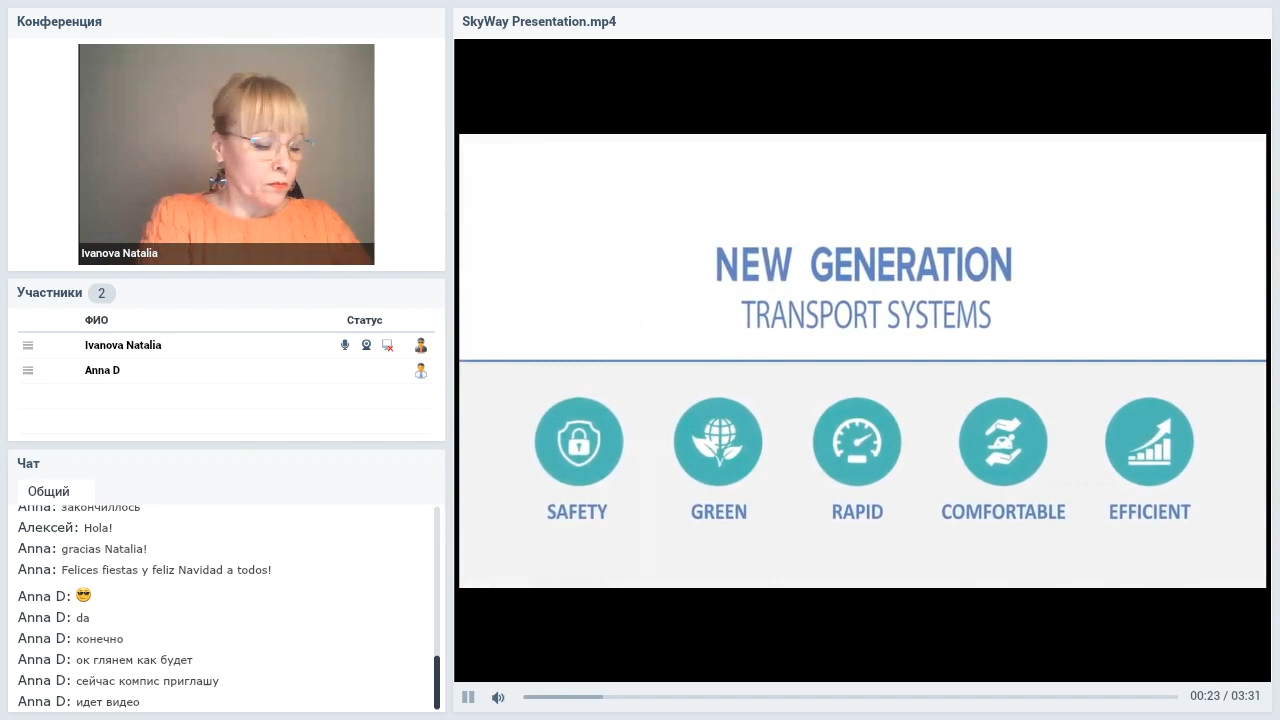 Конференция
Ivanova Natalia
Участники 2
ФИО Статус
Ivanova Natalia
Anna D
Чат
Общий
Anna: закончиллось
Алексей: Hola!
Anna: gracias Natalia!
Anna: Felices fiestas y feliz Navidad a todos!
Anna D:
Anna D: da
Anna D: конечно
Anna D: ок глянем как будет
Anna D: сейчас компис приглашу
Anna D: идет видео
SkyWay Presentation.mp4
NEW GENERATION
TRANSPORT SYSTEMS
SAFETY GREEN RAPID COMFORTABLE EFFICIENT
00:23 / 03:31